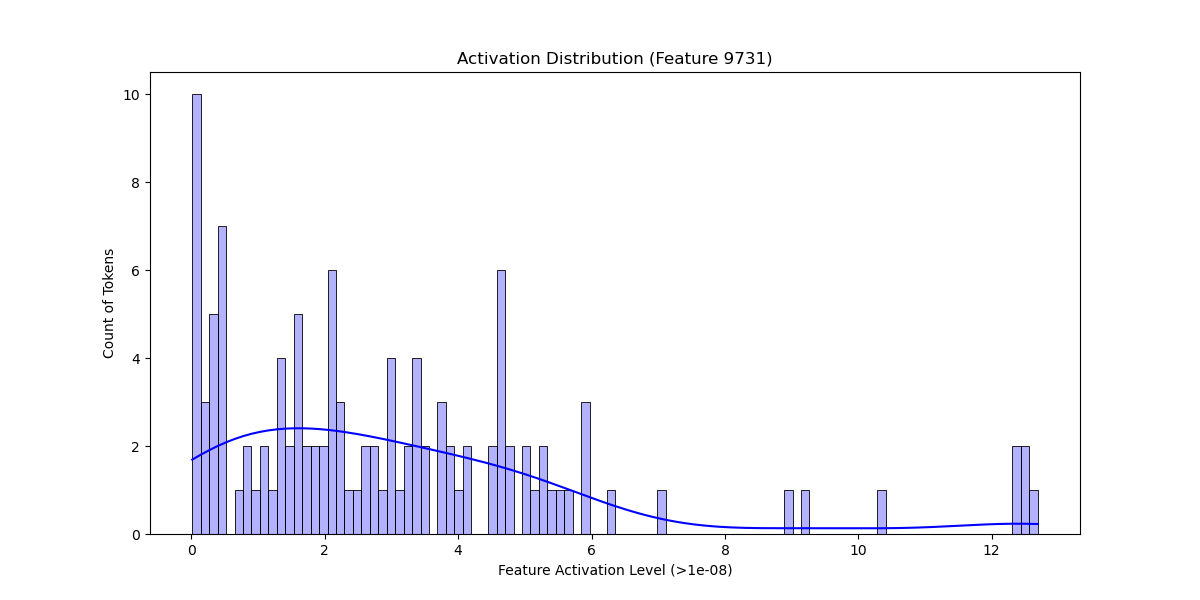 Activation Distribution (Feature 9731)
10
8
6
4
2
0
Count of Tokens
0 2 4 6 8 10 12
Feature Activation Level (>1e-08)